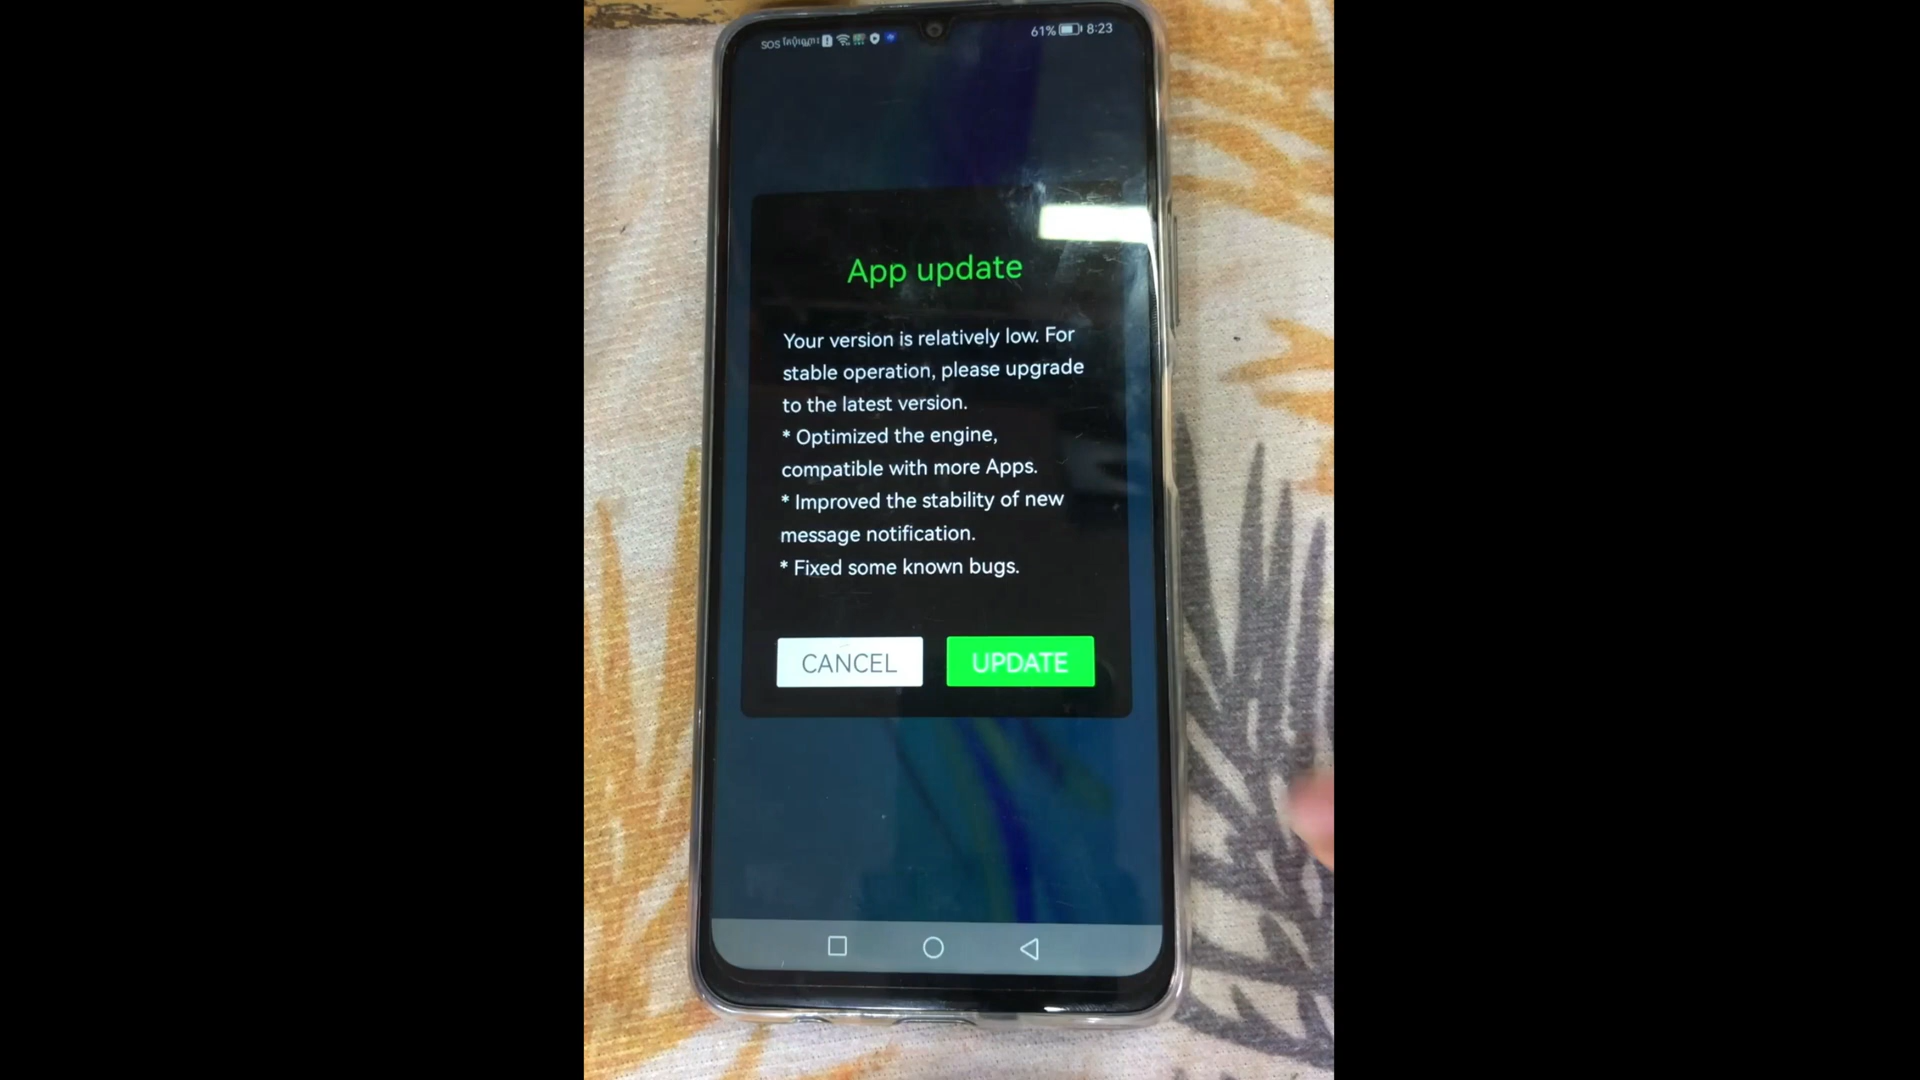 SOS
61% 8:23
App update
Your version is relatively low. For
stable operation, please upgrade
to the latest version.
* Optimized the engine,
compatible with more Apps.
* Improved the stability of new
message notification.
* Fixed some known bugs.
CANCEL UPDATE